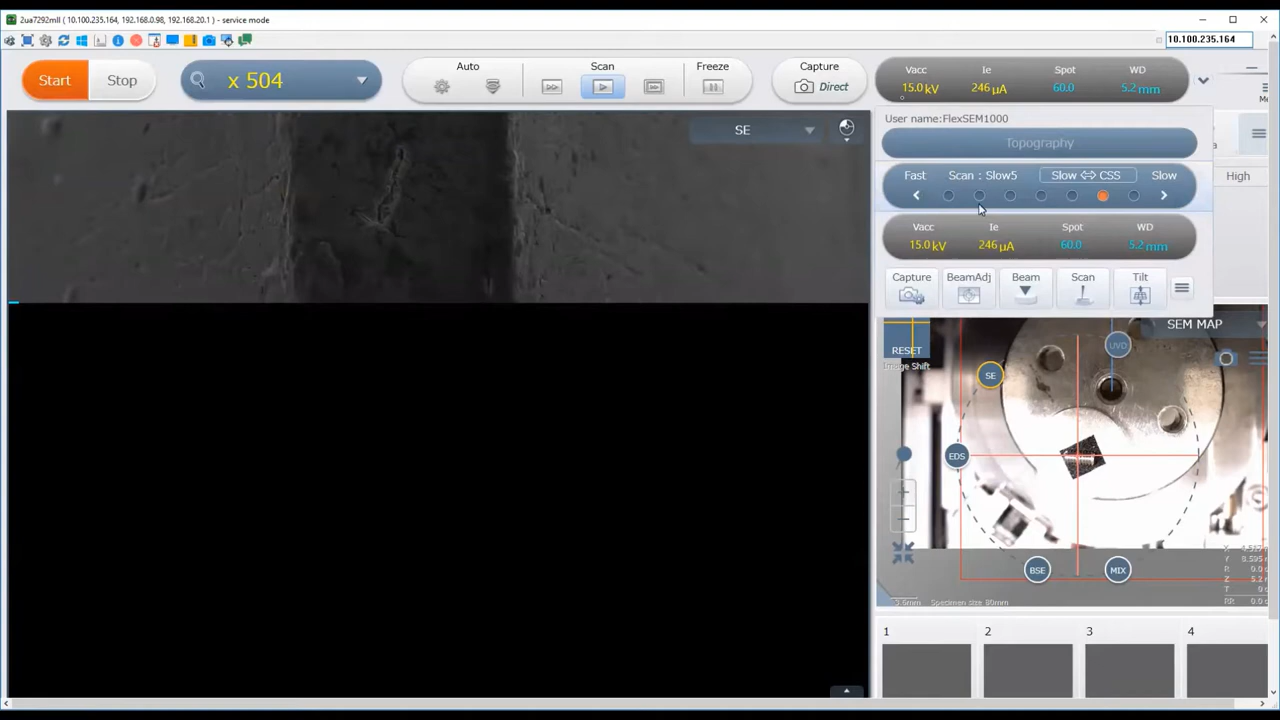 2ua7292mll ( 10.100.235.164, 192.168.0.98, 192.168.20.1) - service mode
10.100.235.164
Start
Stop
x 504
Auto
Scan
Freeze
Capture
Direct
Vacc
Ie
Spot
WD
15.0 kV
246 µA
60.0
5.2 mm
SE
User name:FlexSEM1000
Topography
Fast
Scan : Slow5
Slow ⇔ CSS
Slow
High
Vacc
Ie
Spot
WD
15.0 kV
246 µA
60.0
5.2 mm
Capture
BeamAdj
Beam
Scan
Tilt
RESET
Image Shift
SEM MAP
UVD
SE
EDS
BSE
MIX
Specimen size 80mm
1
2
3
4